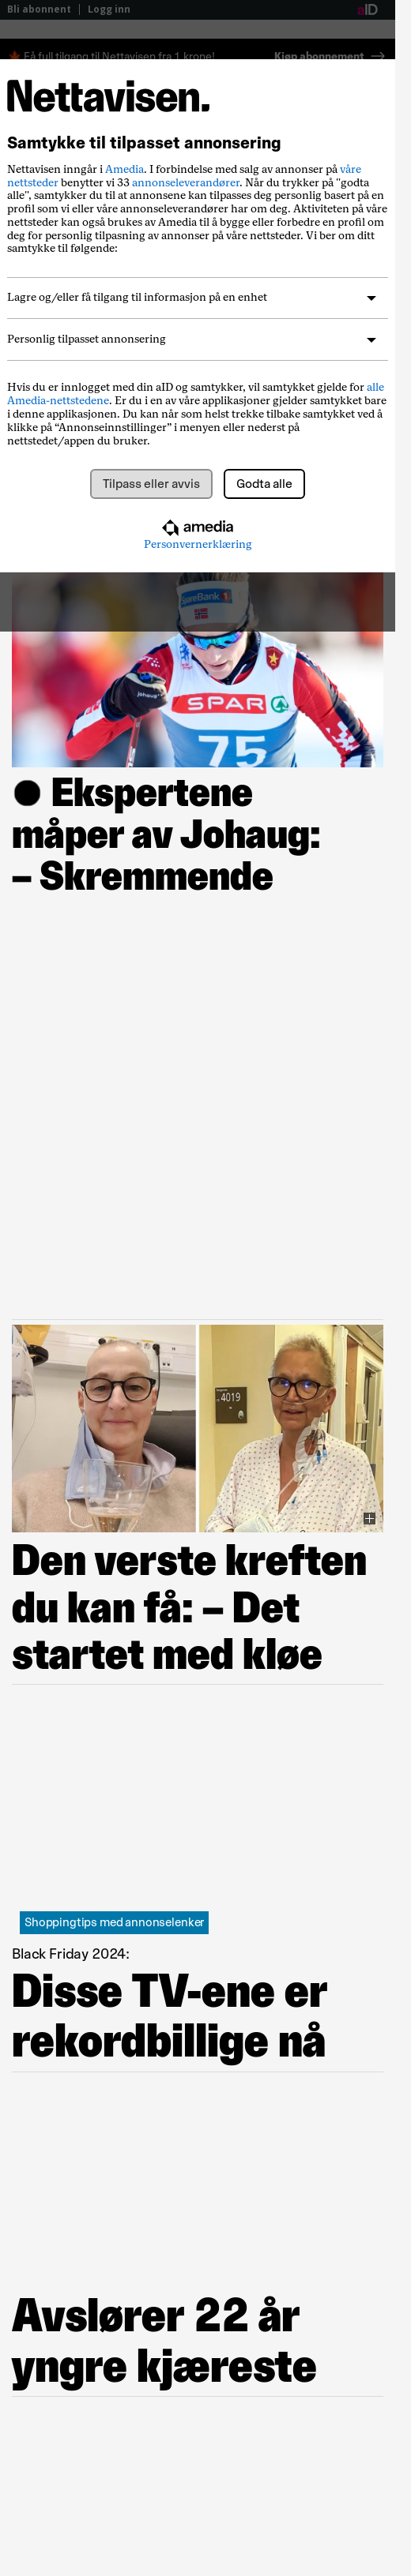 Bli abonnent | Logg inn aID
Få full tilgang til Nettavisen fra 1 krone! Kjøp abonnement
Nettavisen.
Samtykke til tilpasset annonsering
Nettavisen inngår i Amedia. I forbindelse med salg av annonser på våre
nettsteder benytter vi 33 annonseleverandører. Når du trykker på "godta
alle", samtykker du til at annonsene kan tilpasses deg personlig basert på en
profil som vi eller våre annonseleverandører har om deg. Aktiviteten på våre
nettsteder kan også brukes av Amedia til å bygge eller forbedre en profil om
deg for personlig tilpasning av annonser på våre nettsteder. Vi ber om ditt
samtykke til følgende:
Lagre og/eller få tilgang til informasjon på en enhet
Personlig tilpasset annonsering
Hvis du er innlogget med din aID og samtykker, vil samtykket gjelde for alle
Amedia-nettstedene. Er du i en av våre applikasjoner gjelder samtykket bare
i denne applikasjonen. Du kan når som helst trekke tilbake samtykket ved å
klikke på “Annonseinnstillinger” i menyen eller nederst på
nettstedet/appen du bruker.
Tilpass eller avvis Godta alle
amedia
Personvernerklæring
SpareBank 1
johaug
SPAR
75
Ekspertene
måper av Johaug:
– Skremmende
4019
Den verste kreften
du kan få: – Det
startet med kløe
Shoppingtips med annonselenker
Black Friday 2024:
Disse TV-ene er
rekordbillige nå
Avslører 22 år
yngre kjæreste